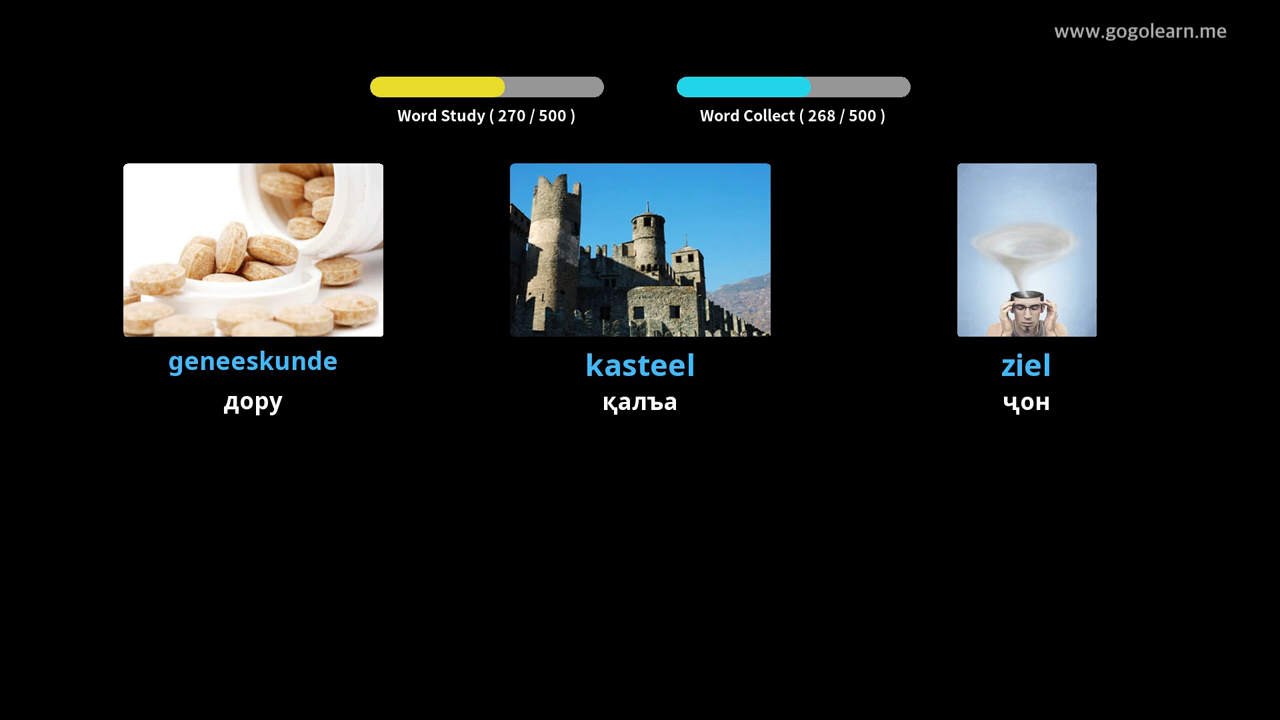 www.gogolearn.me
Word Study ( 270 / 500 )
Word Collect ( 268 / 500 )
geneeskunde
дору
kasteel
қалъа
ziel
ҷон